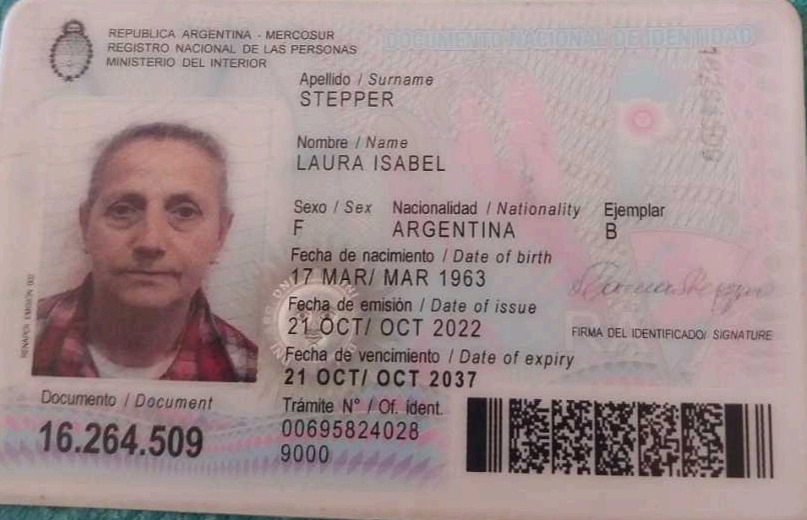 REPUBLICA ARGENTINA - MERCOSUR
REGISTRO NACIONAL DE LAS PERSONAS
MINISTERIO DEL INTERIOR
DOCUMENTO NACIONAL DE IDENTIDAD
Apellido / Surname
STEPPER
Nombre / Name
LAURA ISABEL
Sexo / Sex Nacionalidad / Nationality Ejemplar
F ARGENTINA B
Fecha de nacimiento / Date of birth
17 MAR/ MAR 1963
Fecha de emisión / Date of issue
21 OCT/ OCT 2022
FIRMA DEL IDENTIFICADO/ SIGNATURE
Fecha de vencimiento / Date of expiry
21 OCT/ OCT 2037
Documento / Document
16.264.509
Trámite N° / Of. ident.
00695824028
9000